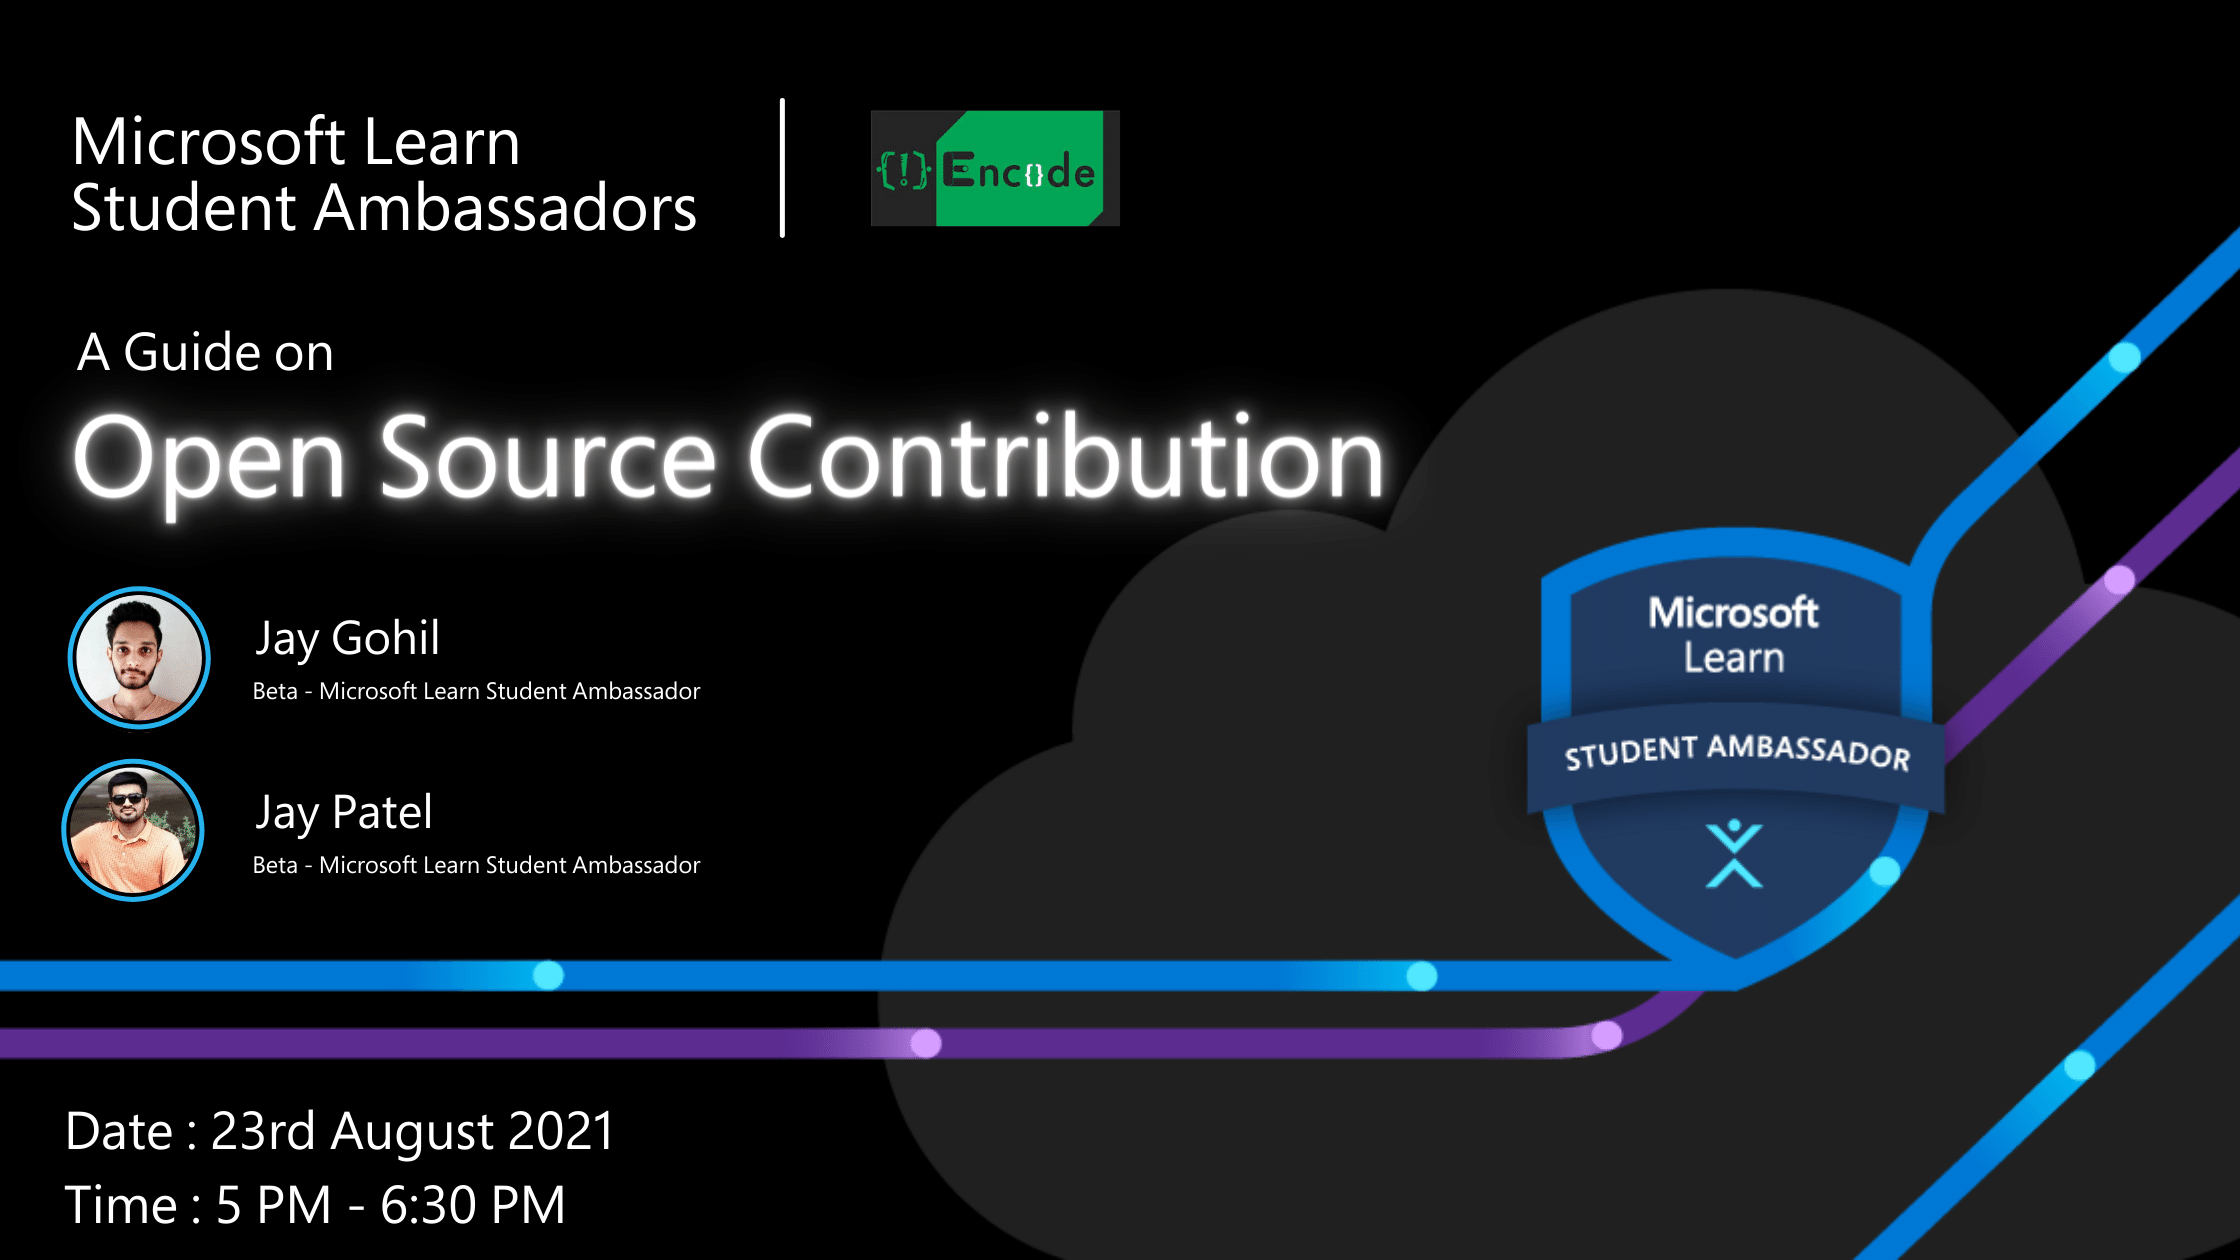 Microsoft Learn
Student Ambassadors
{!} Enc{}de
A Guide on
Open Source Contribution
Jay Gohil
Beta - Microsoft Learn Student Ambassador
Jay Patel
Beta - Microsoft Learn Student Ambassador
Microsoft
Learn
STUDENT AMBASSADOR
Date : 23rd August 2021
Time : 5 PM - 6:30 PM